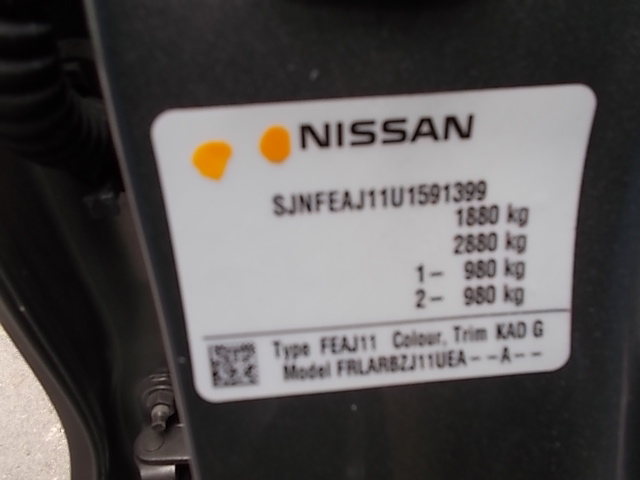 NISSAN
SJNFEAJ11U1591399
1880 kg
2880 kg
1- 980 kg
2- 980 kg
Type FEAJ11 Colour, Trim KAD G
Model FRLARBZJ11UEA--A--